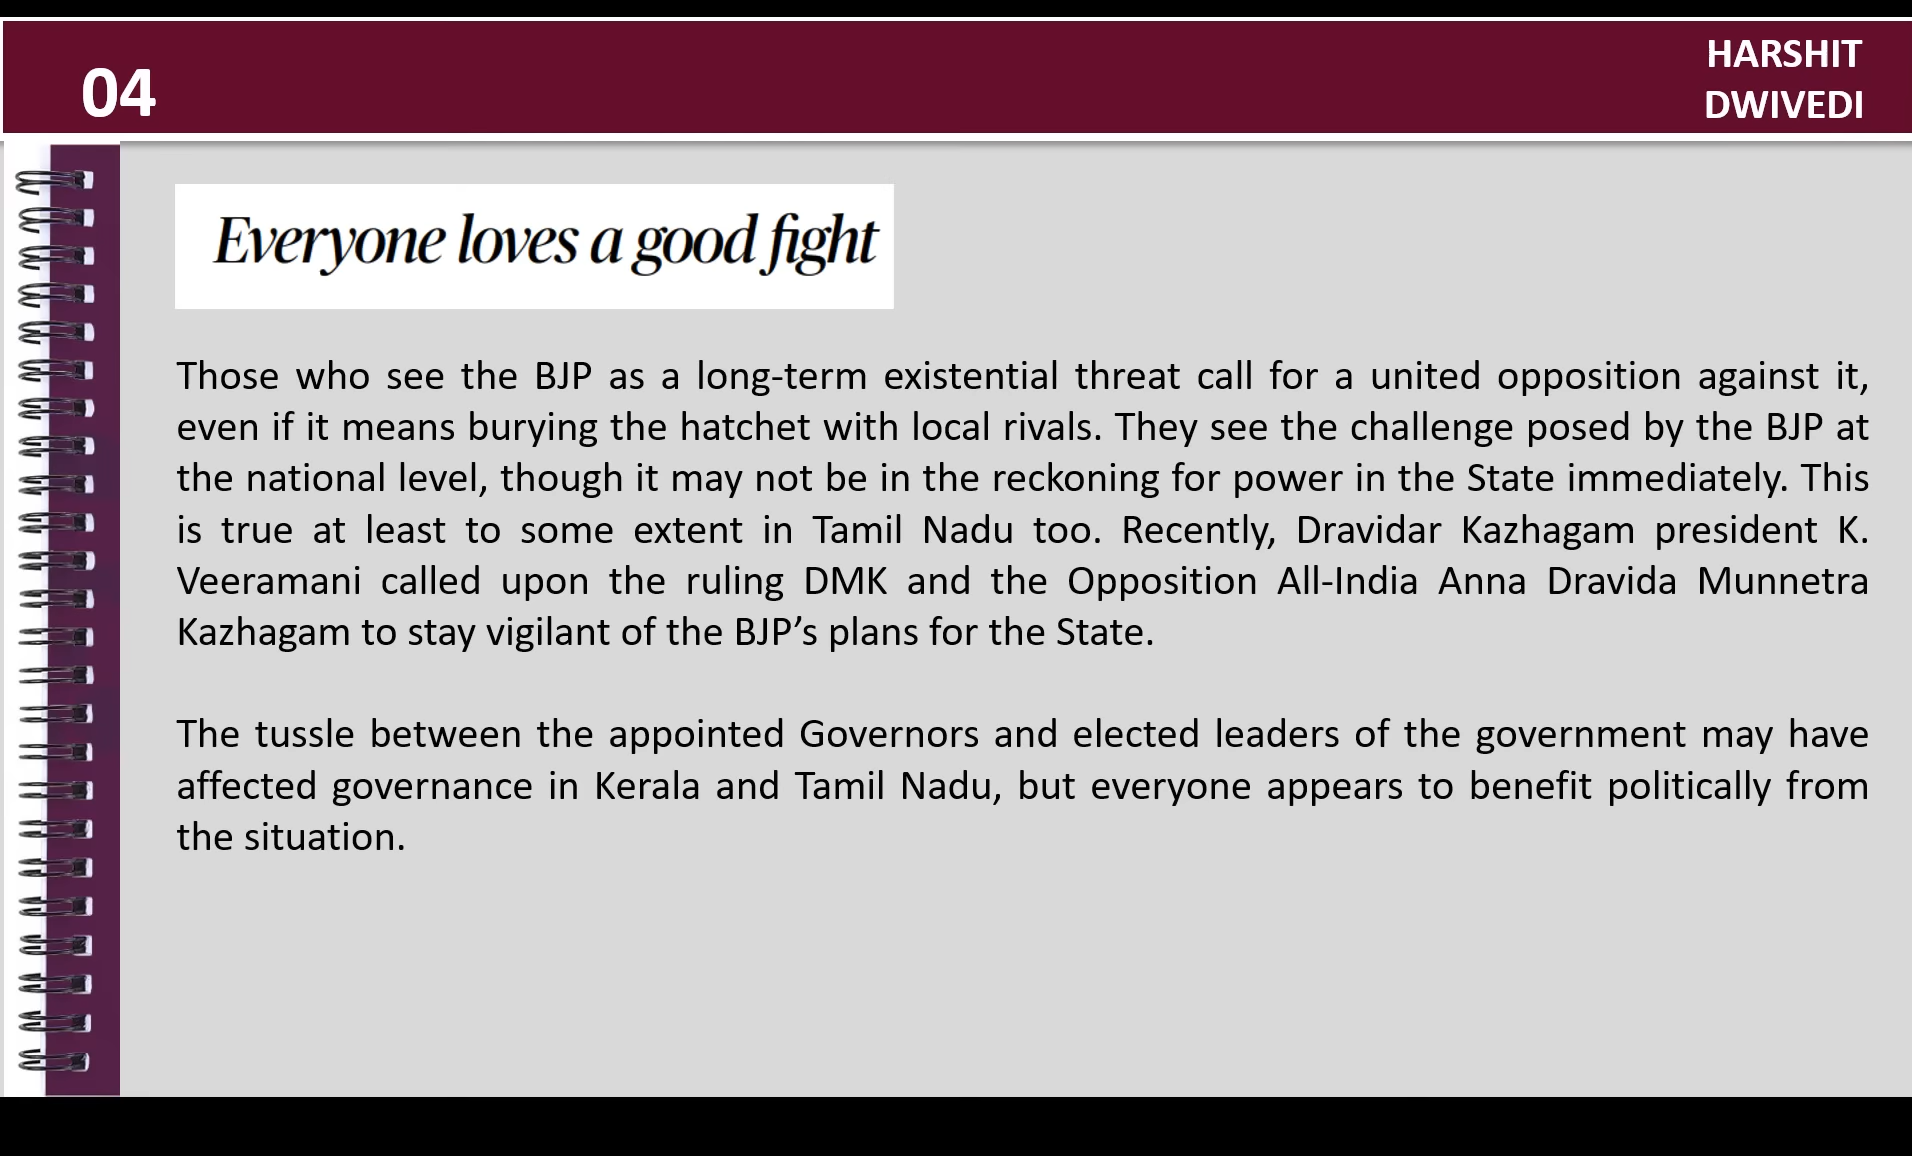 04
HARSHIT
DWIVEDI
Everyone loves a good fight
Those who see the BJP as a long-term existential threat call for a united opposition against it,
even if it means burying the hatchet with local rivals. They see the challenge posed by the BJP at
the national level, though it may not be in the reckoning for power in the State immediately. This
is true at least to some extent in Tamil Nadu too. Recently, Dravidar Kazhagam president K.
Veeramani called upon the ruling DMK and the Opposition All-India Anna Dravida Munnetra
Kazhagam to stay vigilant of the BJP’s plans for the State.
The tussle between the appointed Governors and elected leaders of the government may have
affected governance in Kerala and Tamil Nadu, but everyone appears to benefit politically from
the situation.